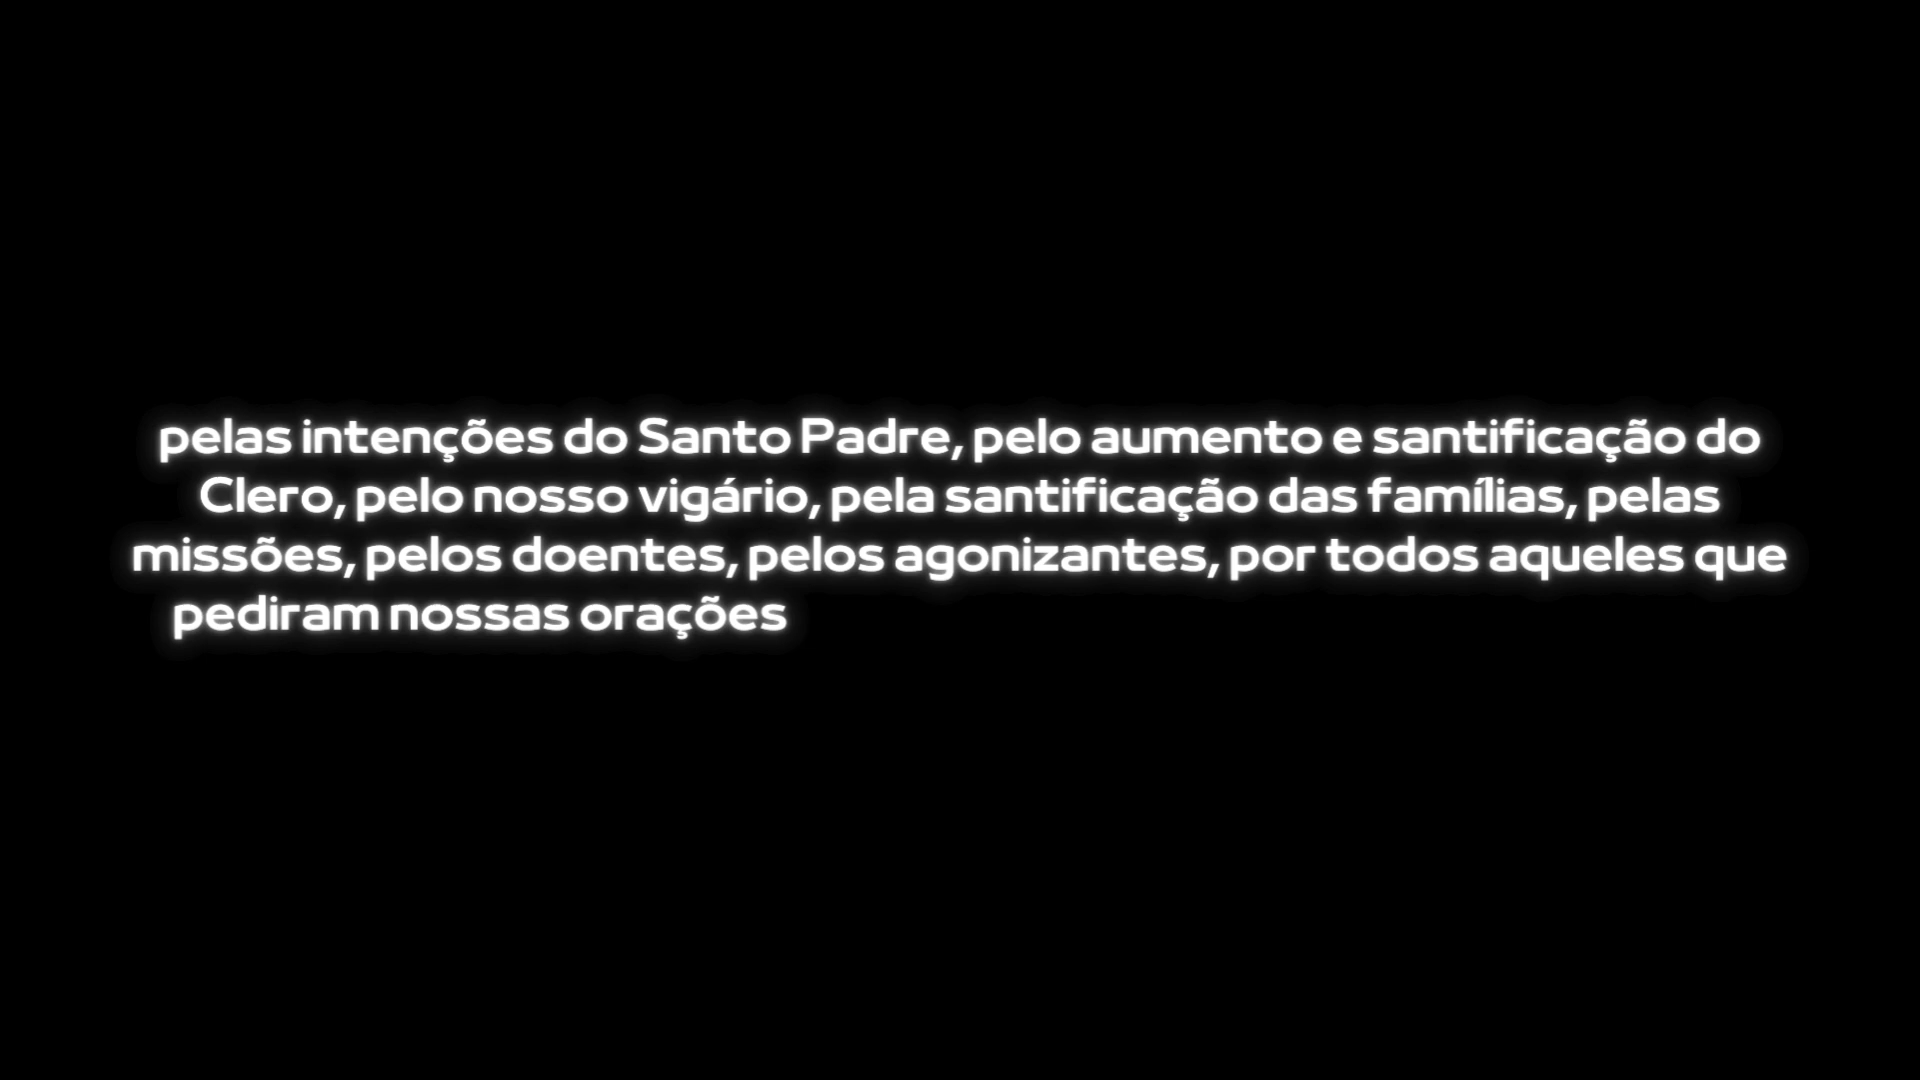 pelas intenções do Santo Padre, pelo aumento e santificação do
Clero, pelo nosso vigário, pela santificação das famílias, pelas
missões, pelos doentes, pelos agonizantes, por todos aqueles que
pediram nossas orações